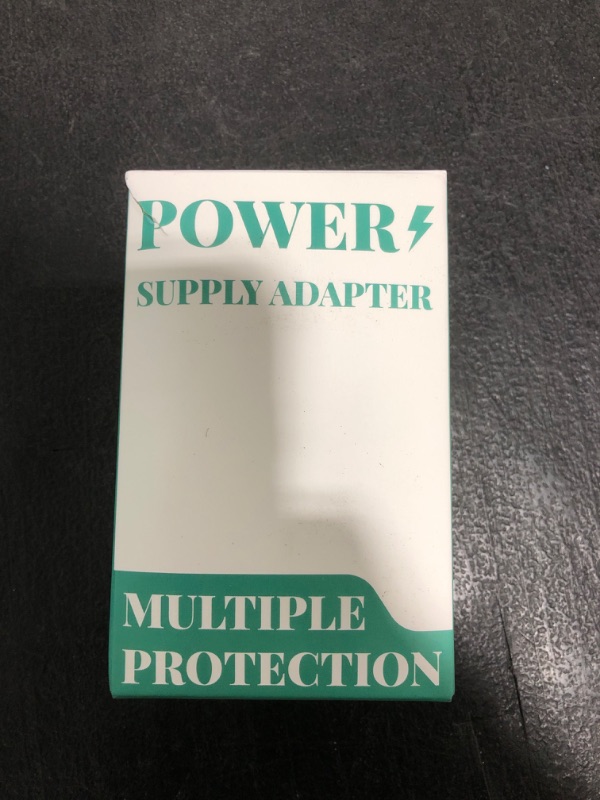 POWER
SUPPLY ADAPTER
MULTIPLE
PROTECTION